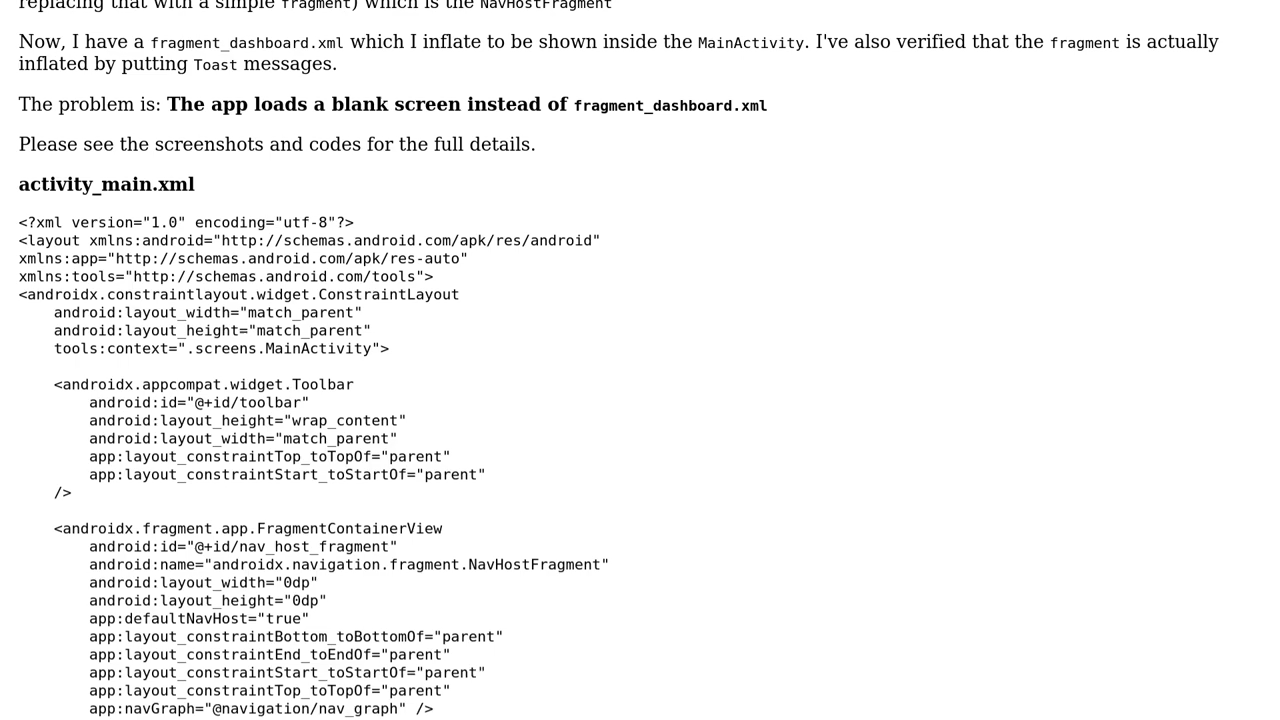 replacing that with a simple fragment) which is the NavHostFragment
Now, I have a fragment_dashboard.xml which I inflate to be shown inside the MainActivity. I've also verified that the fragment is actually
inflated by putting Toast messages.
The problem is: The app loads a blank screen instead of fragment_dashboard.xml
Please see the screenshots and codes for the full details.
activity_main.xml
<?xml version="1.0" encoding="utf-8"?>
<layout xmlns:android="http://schemas.android.com/apk/res/android"
xmlns:app="http://schemas.android.com/apk/res-auto"
xmlns:tools="http://schemas.android.com/tools">
<androidx.constraintlayout.widget.ConstraintLayout
    android:layout_width="match_parent"
    android:layout_height="match_parent"
    tools:context=".screens.MainActivity">

    <androidx.appcompat.widget.Toolbar
        android:id="@+id/toolbar"
        android:layout_height="wrap_content"
        android:layout_width="match_parent"
        app:layout_constraintTop_toTopOf="parent"
        app:layout_constraintStart_toStartOf="parent"
    />

    <androidx.fragment.app.FragmentContainerView
        android:id="@+id/nav_host_fragment"
        android:name="androidx.navigation.fragment.NavHostFragment"
        android:layout_width="0dp"
        android:layout_height="0dp"
        app:defaultNavHost="true"
        app:layout_constraintBottom_toBottomOf="parent"
        app:layout_constraintEnd_toEndOf="parent"
        app:layout_constraintStart_toStartOf="parent"
        app:layout_constraintTop_toTopOf="parent"
        app:navGraph="@navigation/nav_graph" />